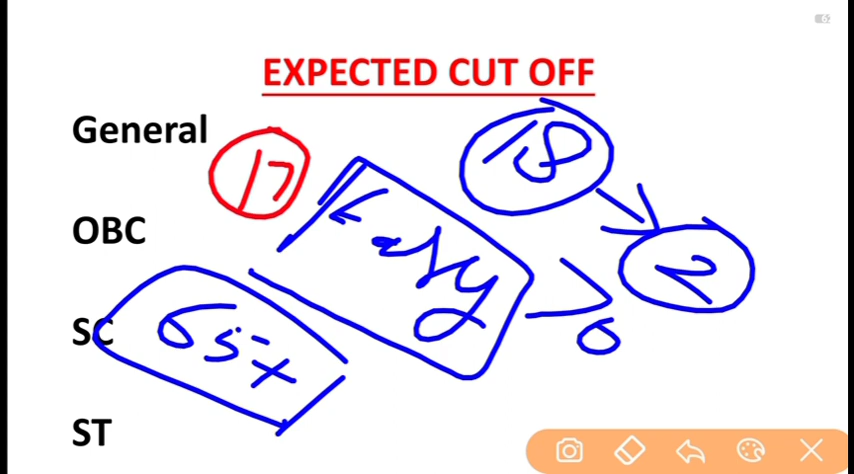 EXPECTED CUT OFF
General
17
18
OBC
Easy
2
SC
65+
ST